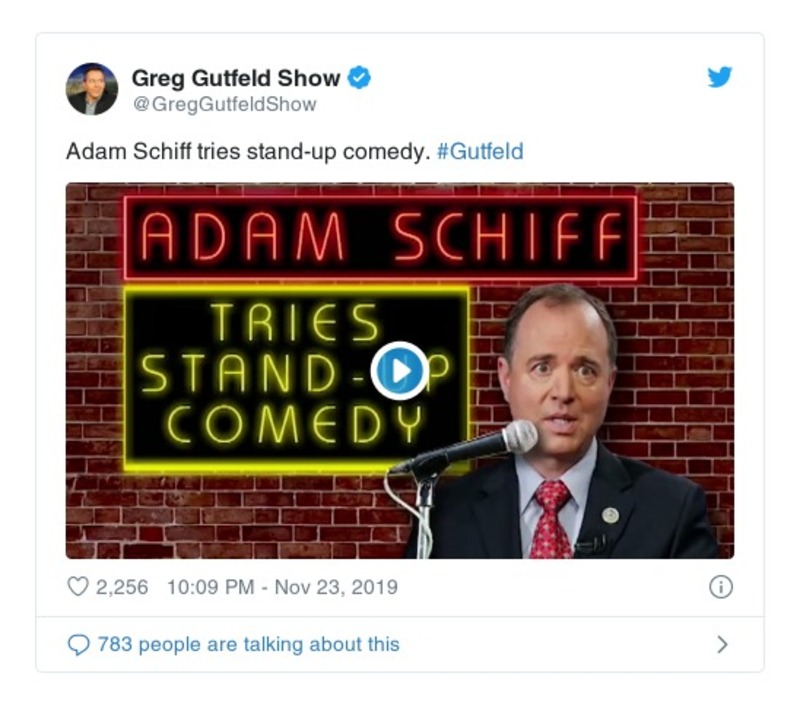 Greg Gutfeld Show
@GregGutfeldShow
Adam Schiff tries stand-up comedy. #Gutfeld
ADAM SCHIFF
TRIES
STAND-UP
COMEDY
2,256 10:09 PM - Nov 23, 2019
783 people are talking about this